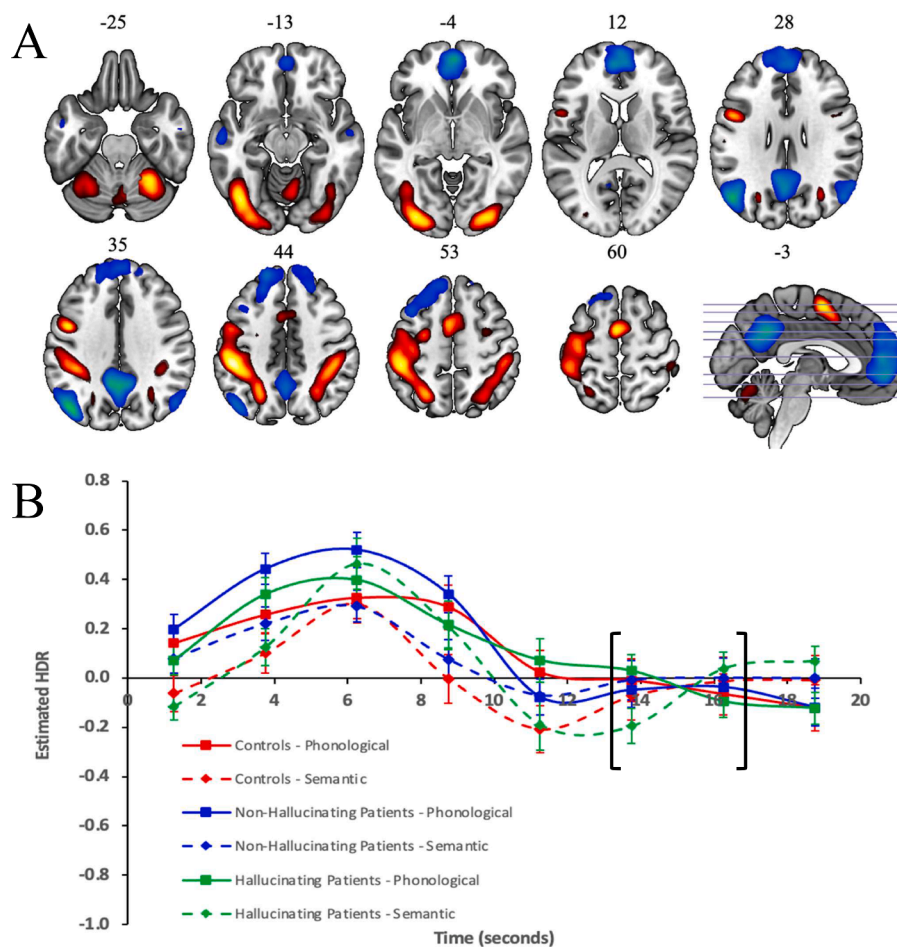 A
-25 -13 -4 12 28
35 44 53 60 -3
B
0.8
0.6
0.4
0.2
0.0
-0.2
-0.4
-0.6
-0.8
-1.0
0 2 4 6 8 10 12 14 16 18 20
Estimated HDR
Controls - Phonological
Controls - Semantic
Non-Hallucinating Patients - Phonological
Non-Hallucinating Patients - Semantic
Hallucinating Patients - Phonological
Hallucinating Patients - Semantic
Time (seconds)